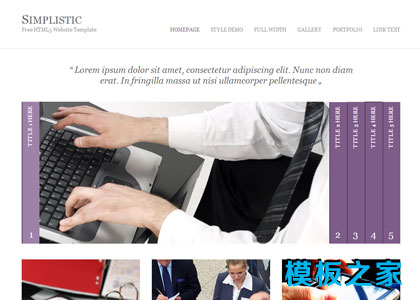 SIMPLISTIC
Free HTML5 Website Template
HOMEPAGE STYLE DEMO FULL WIDTH GALLERY PORTFOLIO LINK TEXT
“ Lorem ipsum dolor sit amet, consectetur adipiscing elit. Nunc non diam
erat. In fringilla massa ut nisi ullamcorper pellentesque „
TITLE 1 HERE
1
TITLE 2 HERE
2
TITLE 3 HERE
3
TITLE 4 HERE
4
TITLE 5 HERE
5
模板之家